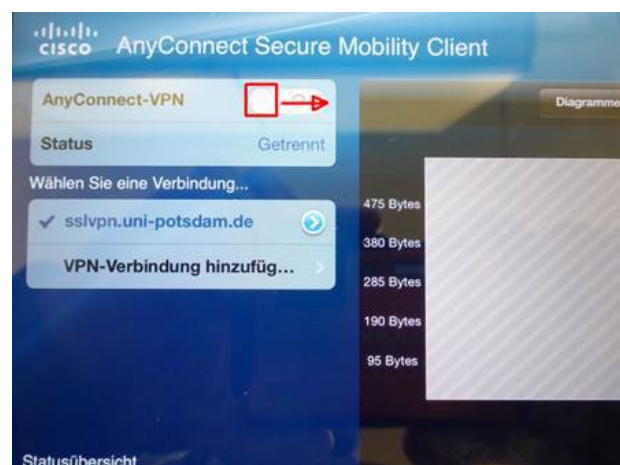 cisco AnyConnect Secure Mobility Client
AnyConnect-VPN
Diagramme
Status Getrennt
Wählen Sie eine Verbindung...
475 Bytes
sslvpn.uni-potsdam.de
380 Bytes
VPN-Verbindung hinzufüg...
285 Bytes
190 Bytes
95 Bytes
Statusübersicht